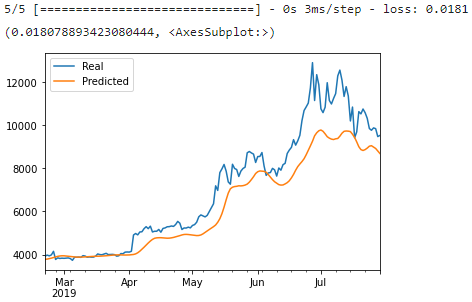 5/5 [==============================] - 0s 3ms/step - loss: 0.0181
(0.018078893423080444, <AxesSubplot:>)
Real
Predicted
12000
10000
8000
6000
4000
Mar Apr May Jun Jul
2019